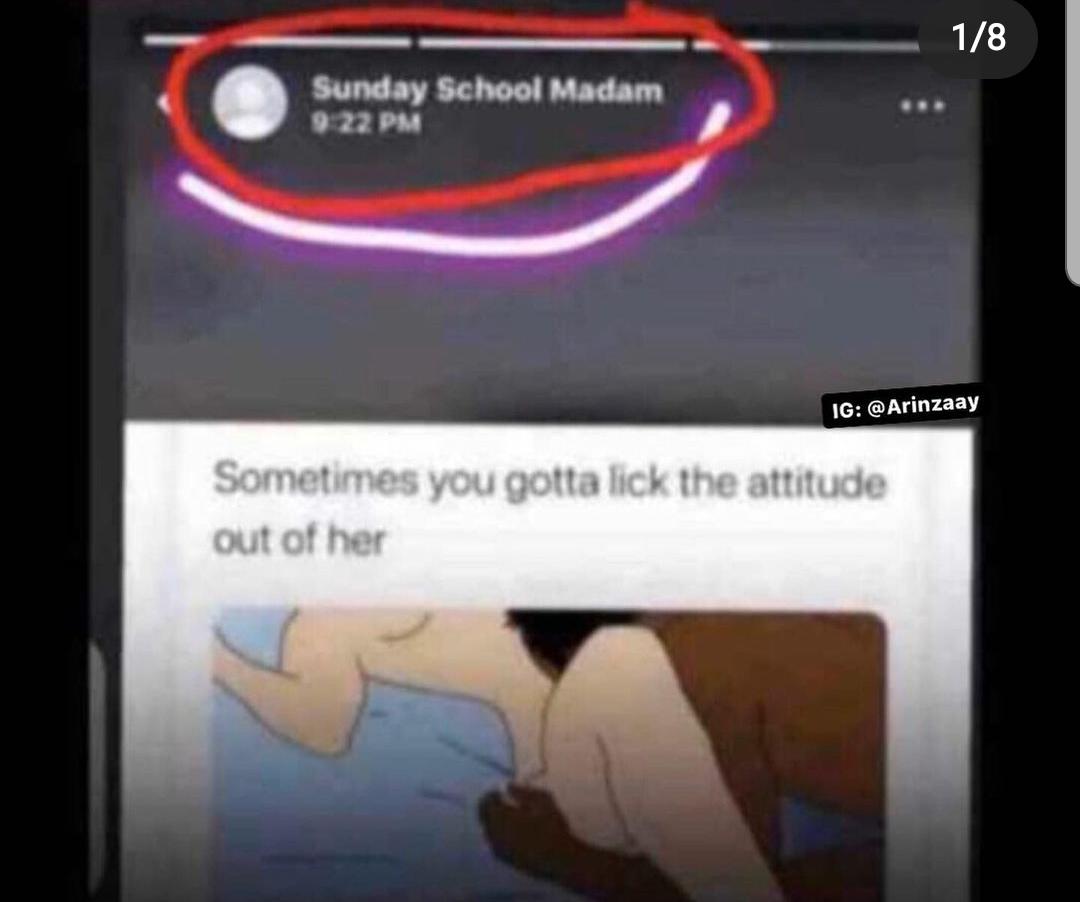 1/8
Sunday School Madam
9:22 PM
IG: @Arinzaay
Sometimes you gotta lick the attitude
out of her